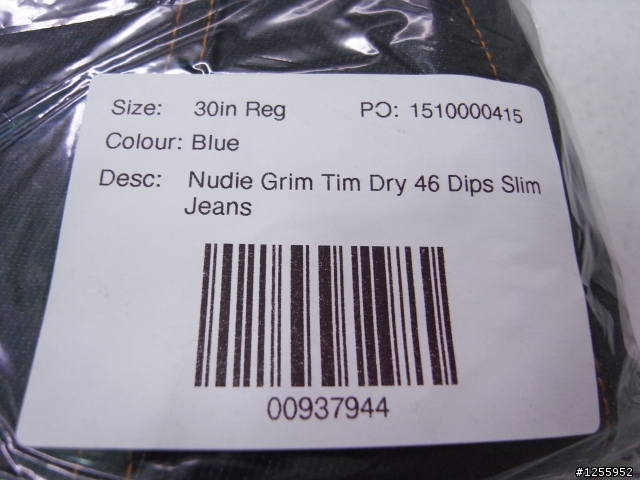 Size: 30in Reg PO: 1510000415
Colour: Blue
Desc: Nudie Grim Tim Dry 46 Dips Slim
Jeans
00937944
#1255952